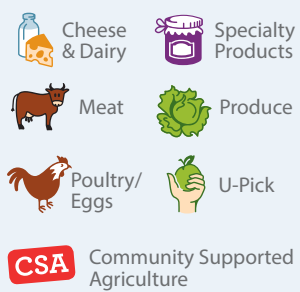 Cheese
& Dairy
Specialty
Products
Meat
Produce
Poultry/
Eggs
U-Pick
CSA
Community Supported
Agriculture